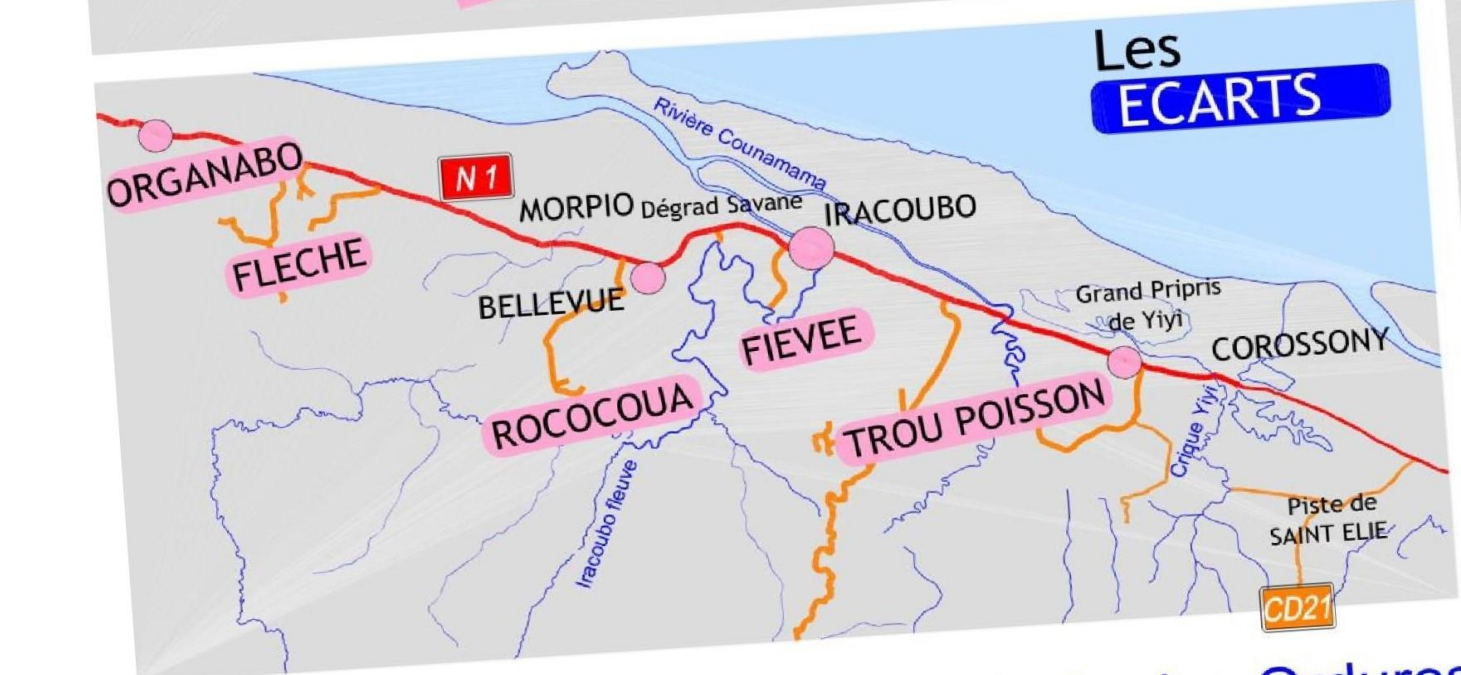 Les
ECARTS
Rivière Counamama
ORGANABO
N 1
MORPIO
Dégrad Savane
IRACOUBO
FLECHE
BELLEVUE
Grand Pripris
de Yiyi
FIEVEE
COROSSONY
ROCOCOUA
TROU POISSON
Crique Yiyi
Iracoubo fleuve
Piste de
SAINT ELIE
CD21